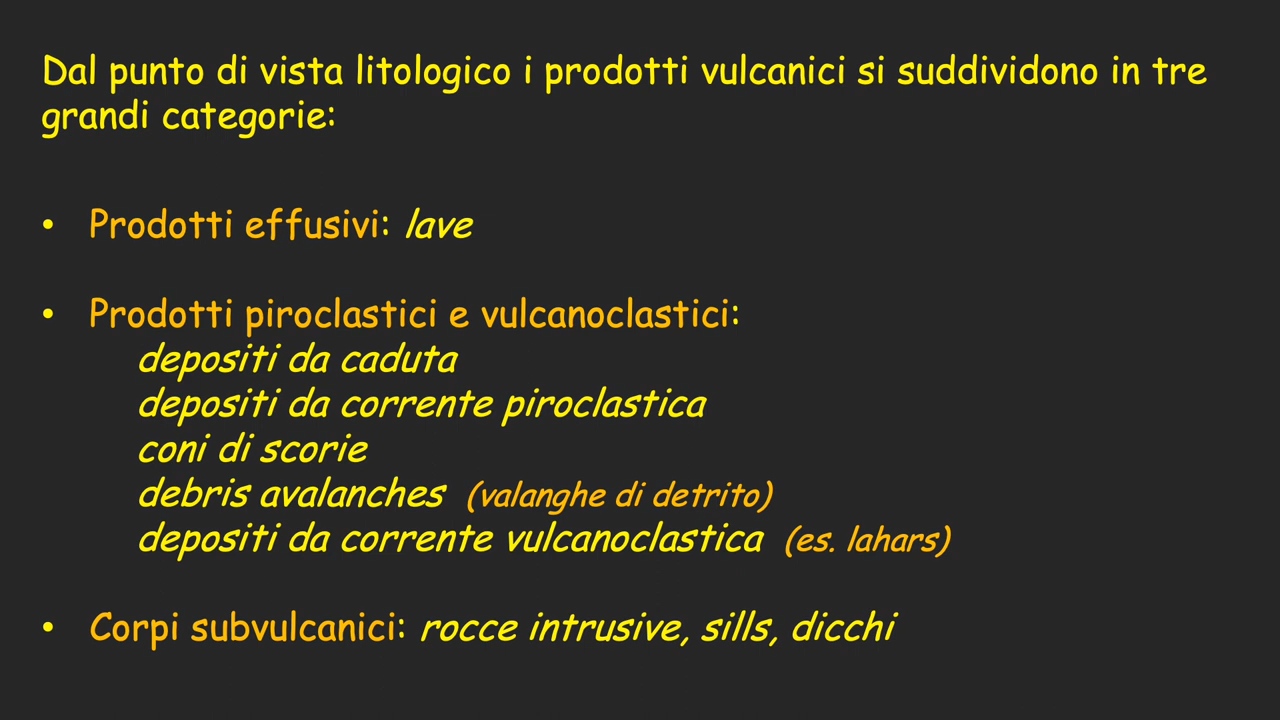 Dal punto di vista litologico i prodotti vulcanici si suddividono in tre
grandi categorie:
• Prodotti effusivi: lave
• Prodotti piroclastici e vulcanoclastici:
depositi da caduta
depositi da corrente piroclastica
coni di scorie
debris avalanches (valanghe di detrito)
depositi da corrente vulcanoclastica (es. lahars)
• Corpi subvulcanici: rocce intrusive, sills, dicchi